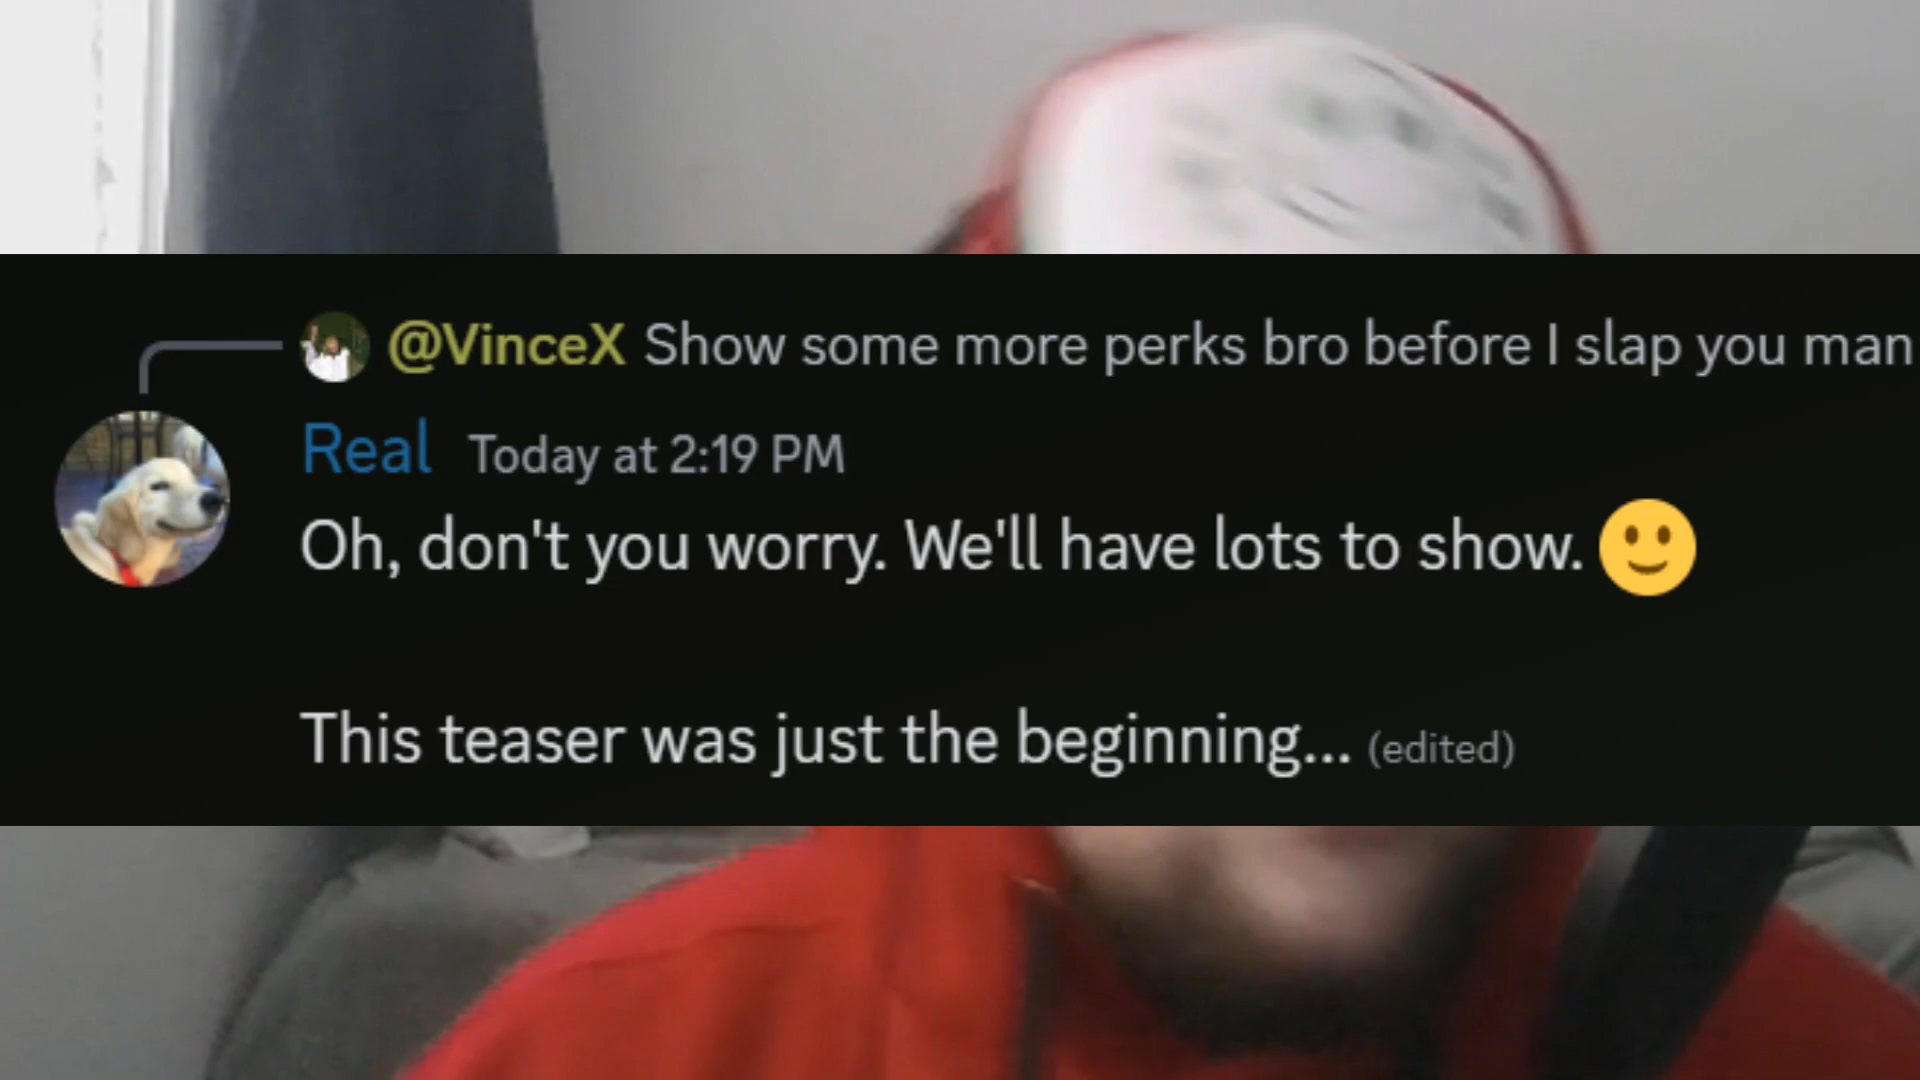 @VinceX Show some more perks bro before I slap you man
Real Today at 2:19 PM
Oh, don't you worry. We'll have lots to show. 🙂
This teaser was just the beginning... (edited)